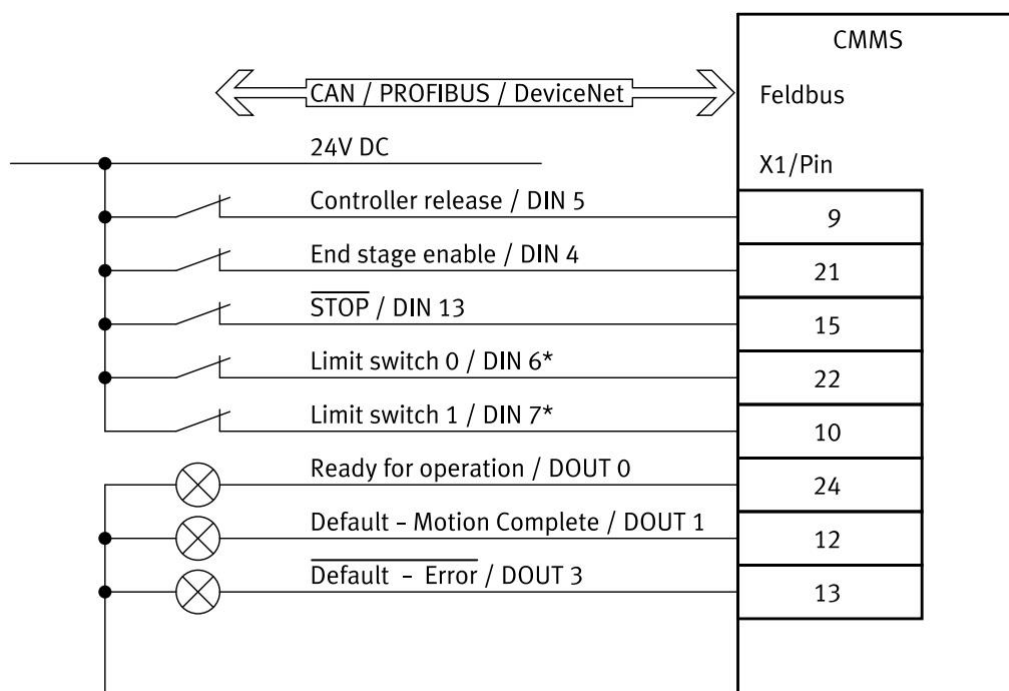 CMMS
CAN / PROFIBUS / DeviceNet
Feldbus
24V DC
X1/Pin
Controller release / DIN 5
9
End stage enable / DIN 4
21
STOP / DIN 13
15
Limit switch 0 / DIN 6*
22
Limit switch 1 / DIN 7*
10
Ready for operation / DOUT 0
24
Default – Motion Complete / DOUT 1
12
Default – Error / DOUT 3
13